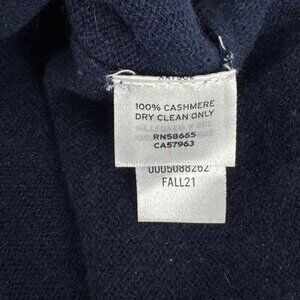 100% CASHMERE
DRY CLEAN ONLY
RN58665
CA57963
0005088262
FALL21